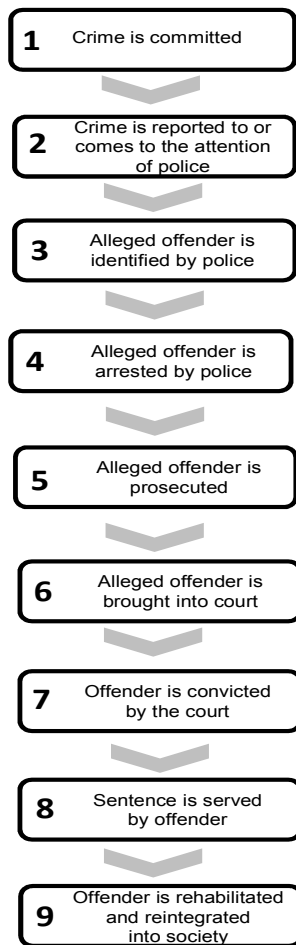 1 Crime is committed
2 Crime is reported to or
comes to the attention
of police
3 Alleged offender is
identified by police
4 Alleged offender is
arrested by police
5 Alleged offender is
prosecuted
6 Alleged offender is
brought into court
7 Offender is convicted
by the court
8 Sentence is served
by offender
9 Offender is rehabilitated
and reintegrated
into society